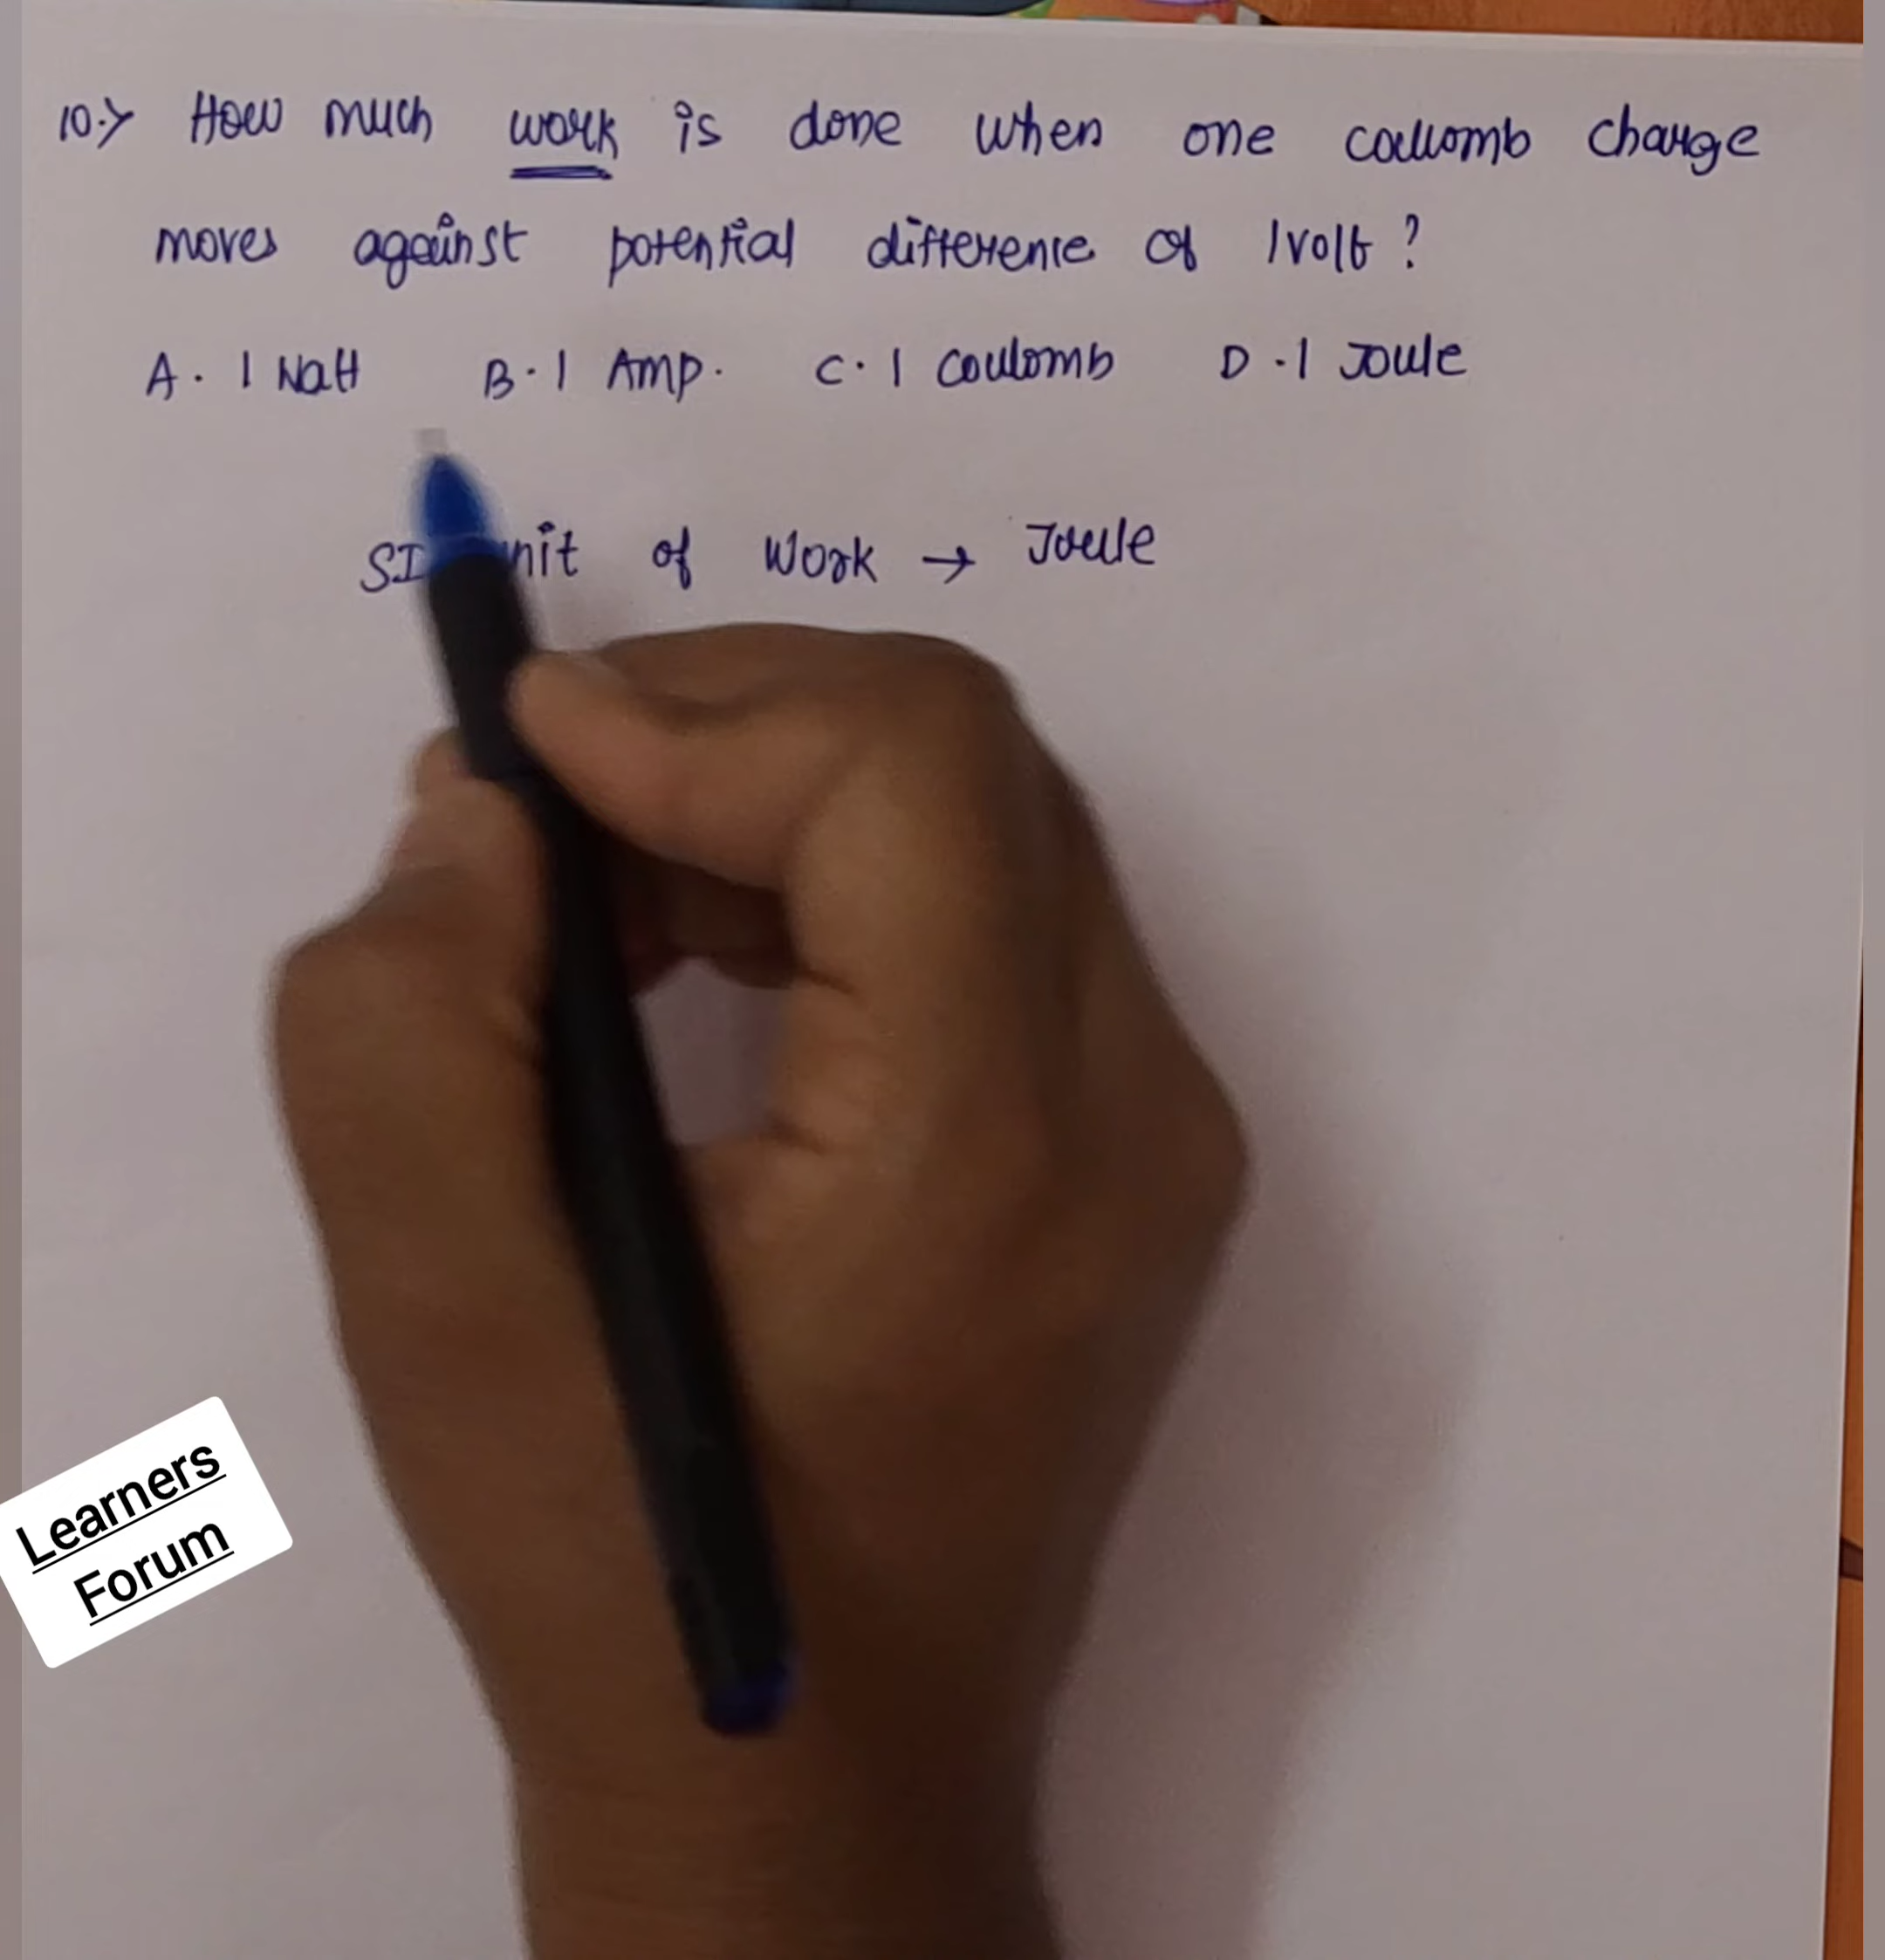 10.> How much work is done when one coulomb charge
moves against potential difference of 1volt ?
A. 1 Watt B. 1 Amp. C. 1 Coulomb D. 1 Joule
SI unit of Work → Joule
Learners
Forum